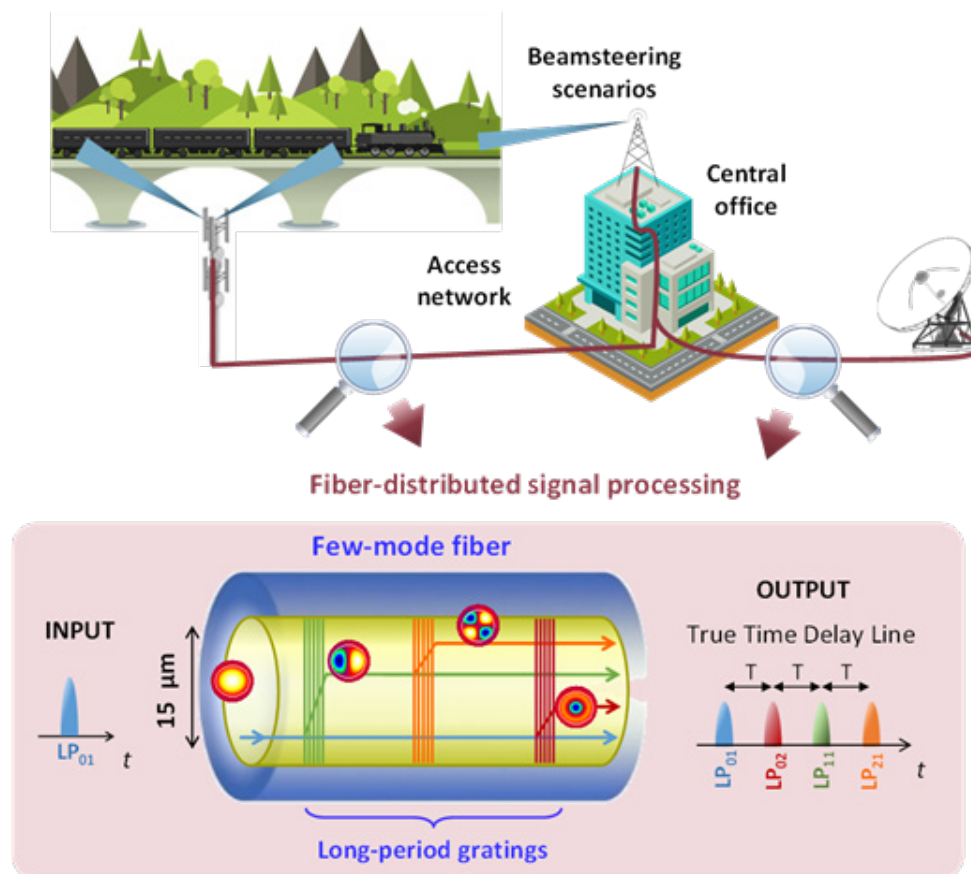 Beamsteering
scenarios
Central
office
Access
network
Fiber-distributed signal processing
Few-mode fiber
INPUT
15 μm
LP₀₁
t
Long-period gratings
OUTPUT
True Time Delay Line
T T T
LP₀₁ LP₀₂ LP₁₁ LP₂₁
t